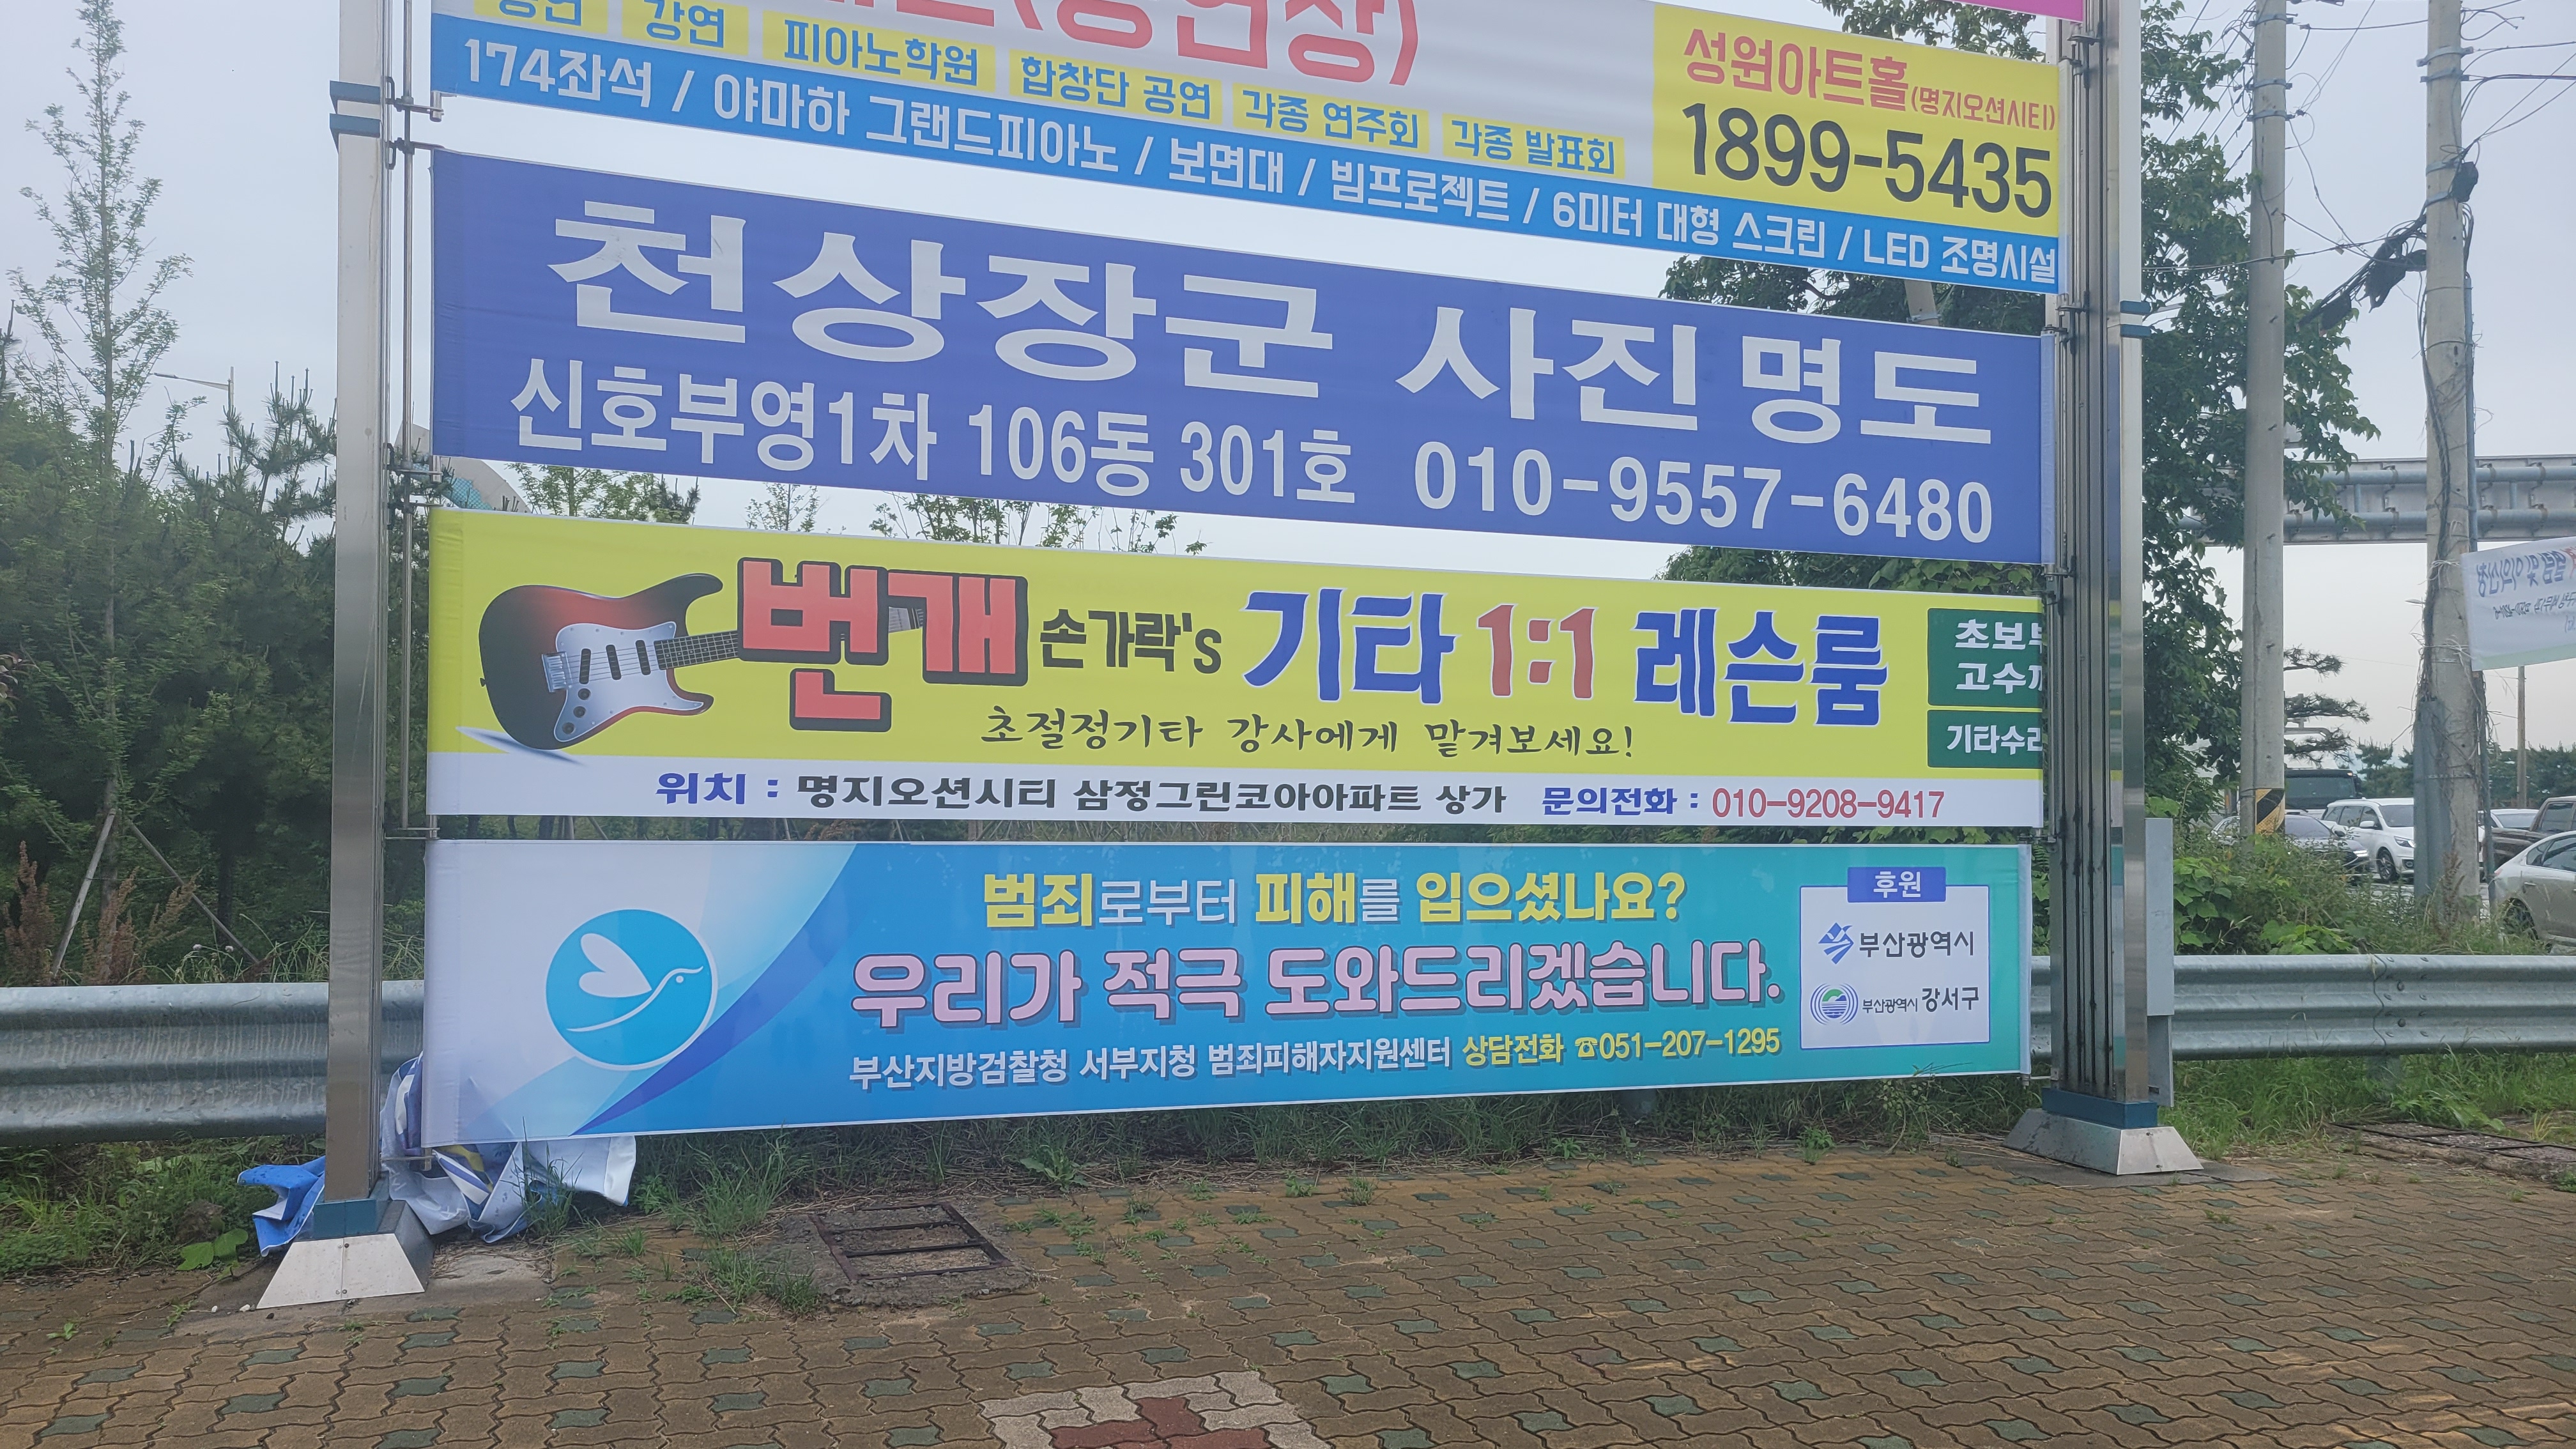 공연 강연 피아노학원 합창단 공연 각종 연주회 각종 발표회
174좌석 / 야마하 그랜드피아노 / 보면대 / 빔프로젝트 / 6미터 대형 스크린 / LED 조명시설
성원아트홀(명지오션시티)
1899-5435
천상장군 사진명도
신호부영1차 106동 301호 010-9557-6480
번개 손가락's 기타 1:1 레슨룸
초절정기타 강사에게 맡겨보세요!
초보
고수
기타수리
위치 : 명지오션시티 삼정그린코아아파트 상가 문의전화 : 010-9208-9417
범죄로부터 피해를 입으셨나요?
우리가 적극 도와드리겠습니다.
부산지방검찰청 서부지청 범죄피해자지원센터 상담전화 ☎051-207-1295
후원
부산광역시
부산광역시 강서구